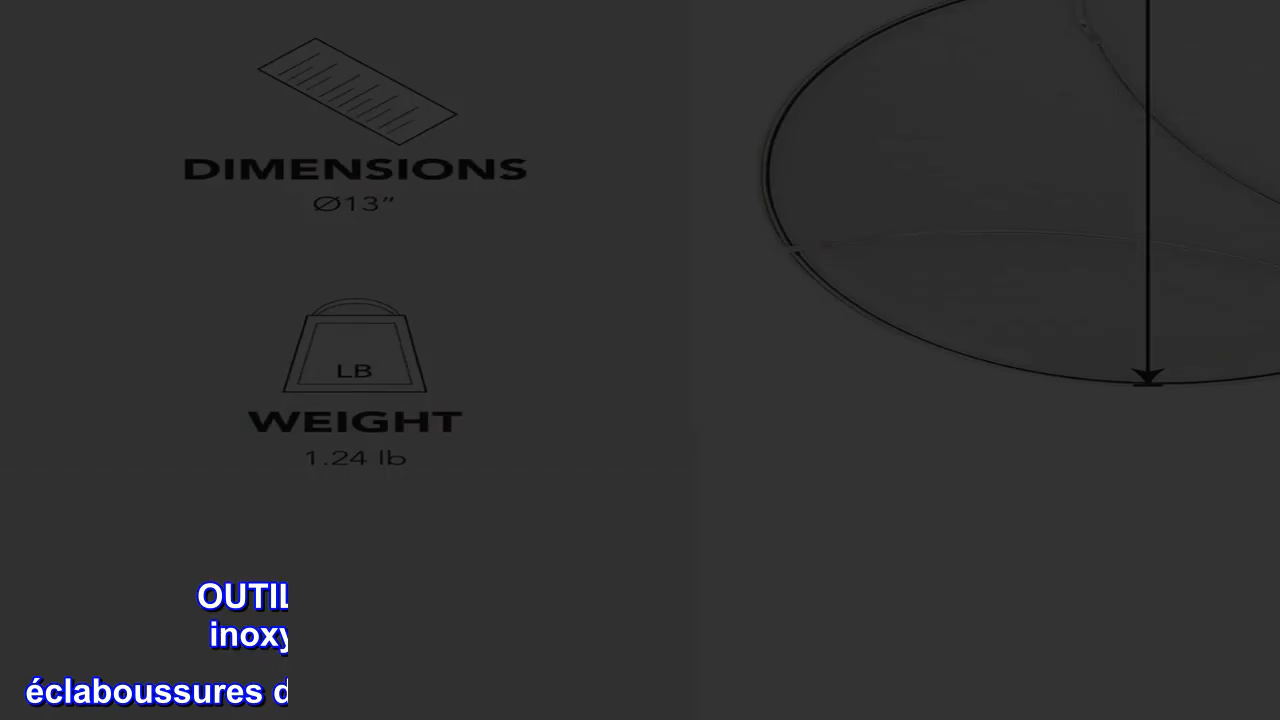 DIMENSIONS
Ø13”
LB
WEIGHT
1.24 lb
OUTIL
inoxy
éclaboussures d